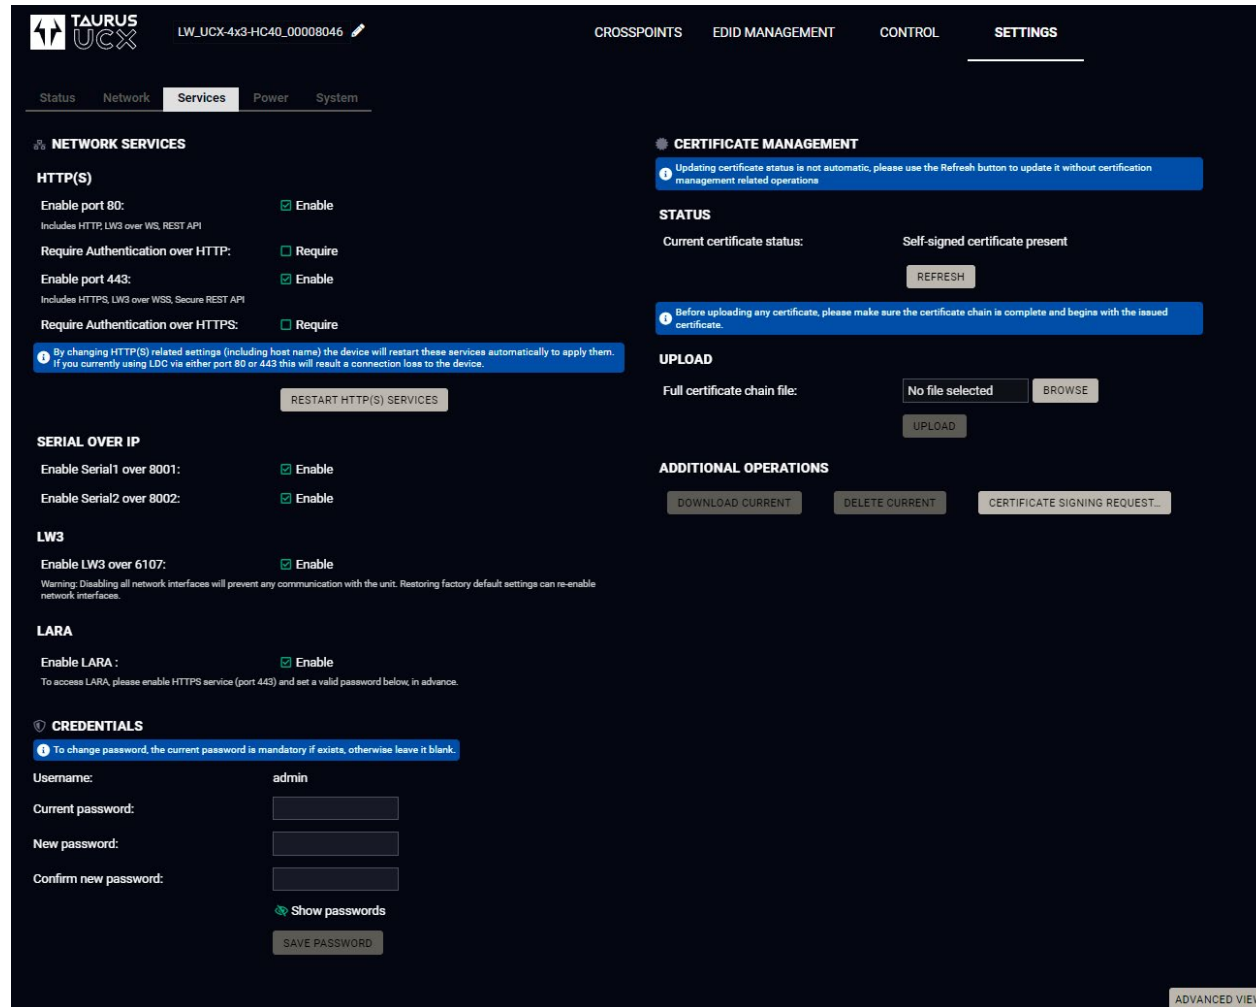 TAURUS
UCX
LW_UCX-4x3-HC40_00008046
CROSSPOINTS
EDID MANAGEMENT
CONTROL
SETTINGS
Status
Network
Services
Power
System
NETWORK SERVICES
HTTP(S)
Enable port 80:
Enable
Includes HTTP, LW3 over WS, REST API
Require Authentication over HTTP:
Require
Enable port 443:
Enable
Includes HTTPS, LW3 over WSS, Secure REST API
Require Authentication over HTTPS:
Require
By changing HTTP(S) related settings (including host name) the device will restart these services automatically to apply them.
If you currently using LDC via either port 80 or 443 this will result a connection loss to the device.
RESTART HTTP(S) SERVICES
SERIAL OVER IP
Enable Serial1 over 8001:
Enable
Enable Serial2 over 8002:
Enable
LW3
Enable LW3 over 6107:
Enable
Warning: Disabling all network interfaces will prevent any communication with the unit. Restoring factory default settings can re-enable
network interfaces.
LARA
Enable LARA :
Enable
To access LARA, please enable HTTPS service (port 443) and set a valid password below, in advance.
CREDENTIALS
To change password, the current password is mandatory if exists, otherwise leave it blank.
Username:
admin
Current password:
New password:
Confirm new password:
Show passwords
SAVE PASSWORD
CERTIFICATE MANAGEMENT
Updating certificate status is not automatic, please use the Refresh button to update it without certification
management related operations
STATUS
Current certificate status:
Self-signed certificate present
REFRESH
Before uploading any certificate, please make sure the certificate chain is complete and begins with the issued
certificate.
UPLOAD
Full certificate chain file:
No file selected
BROWSE
UPLOAD
ADDITIONAL OPERATIONS
DOWNLOAD CURRENT
DELETE CURRENT
CERTIFICATE SIGNING REQUEST...
ADVANCED VIE